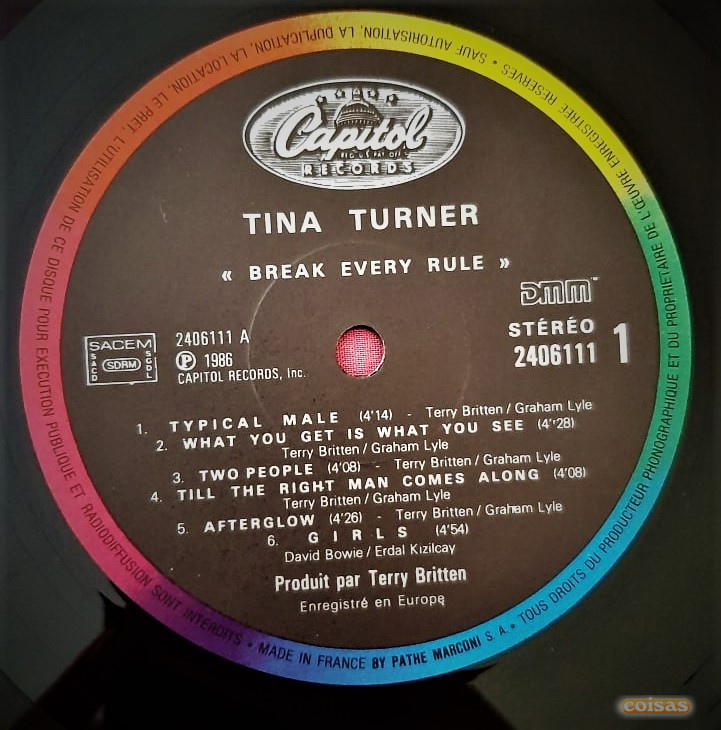 Capitol
REG. U.S. PAT. OFF.
RECORDS
TINA TURNER
« BREAK EVERY RULE »
DMM
STÉRÉO
2406111
1
SACEM
SACD
SDRM
SGDL
2406111 A
Ⓟ 1986
CAPITOL RECORDS, Inc.
1. TYPICAL MALE (4'14) - Terry Britten / Graham Lyle
2. WHAT YOU GET IS WHAT YOU SEE (4'28)
Terry Britten / Graham Lyle
3. TWO PEOPLE (4'08) - Terry Britten / Graham Lyle
4. TILL THE RIGHT MAN COMES ALONG (4'08)
Terry Britten / Graham Lyle
5. AFTERGLOW (4'26) - Terry Britten / Graham Lyle
6. GIRLS (4'54)
David Bowie / Erdal Kizilcay
Produit par Terry Britten
Enregistré en Europe
• MADE IN FRANCE BY PATHE MARCONI S.A. • TOUS DROITS DU PRODUCTEUR PHONOGRAPHIQUE ET DU PROPRIETAIRE DE L'ŒUVRE ENREGISTREE RESERVES • SAUF AUTORISATION, LA DUPLICATION, LA LOCATION, LE PRET, L'UTILISATION DE CE DISQUE POUR EXECUTION PUBLIQUE ET RADIODIFFUSION SONT INTERDITS
coisas